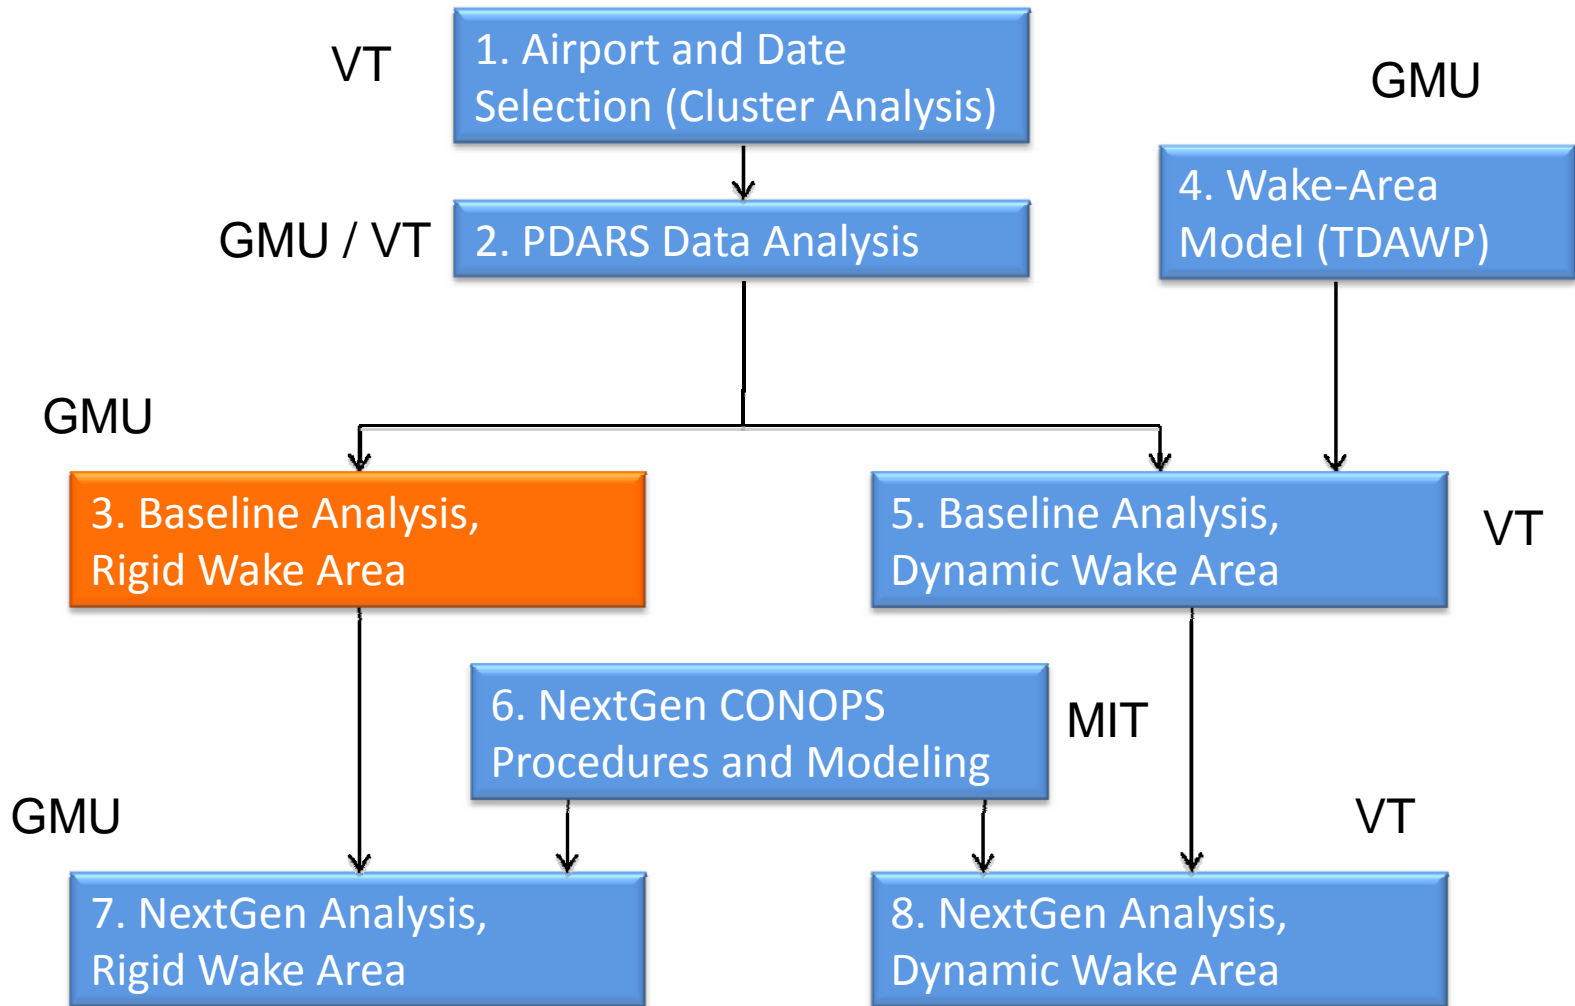 VT
1. Airport and Date
Selection (Cluster Analysis)
GMU
4. Wake-Area
Model (TDAWP)
GMU / VT
2. PDARS Data Analysis
GMU
3. Baseline Analysis,
Rigid Wake Area
5. Baseline Analysis,
Dynamic Wake Area
VT
6. NextGen CONOPS
Procedures and Modeling
MIT
GMU
VT
7. NextGen Analysis,
Rigid Wake Area
8. NextGen Analysis,
Dynamic Wake Area